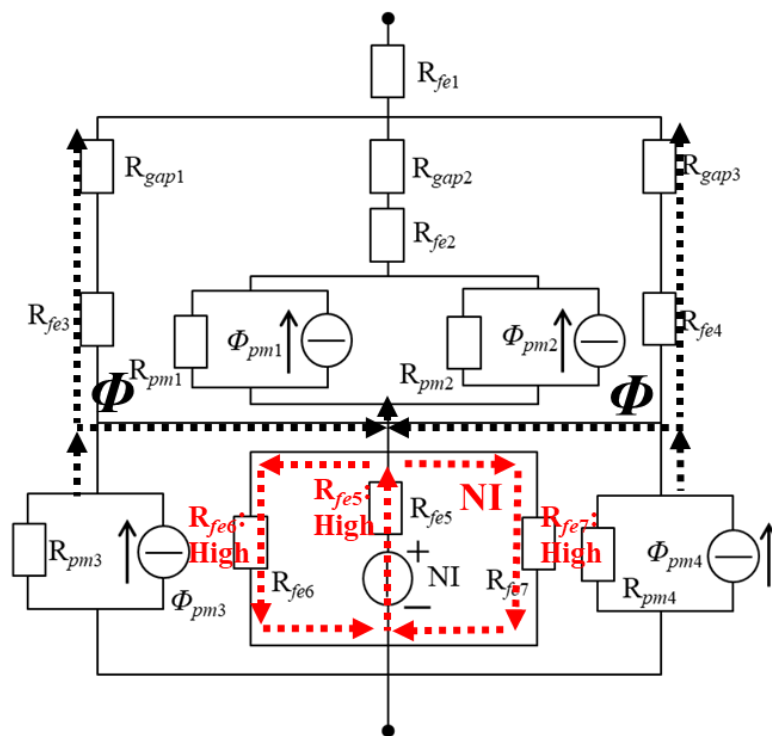 R_fe1
R_gap1
R_gap2
R_gap3
R_fe2
R_fe3
R_fe4
Φ_pm1
Φ_pm2
R_pm1
R_pm2
Φ
Φ
R_fe6:
High
R_fe5:
High
NI
R_fe7:
High
R_fe5
R_pm3
+
NI
−
R_fe6
R_fe7
Φ_pm3
R_pm4
Φ_pm4